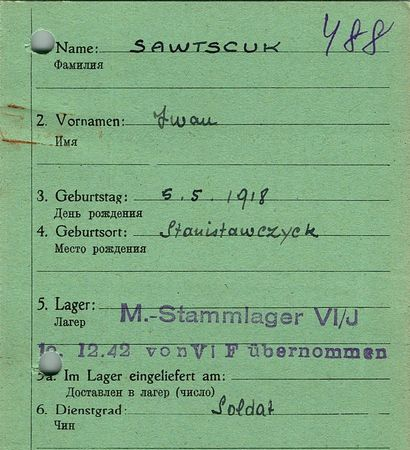 Name: SAWTSCUK 488
Фамилия
2. Vornamen: Iwan
Имя
3. Geburtstag: 5.5.1918
День рождения
4. Geburtsort: Stanisławczyck
Место рождения
5. Lager: M.-Stammlager VI/J
Лагер
12.42 von VI F übernommen
5a. Im Lager eingeliefert am:
Доставлен в лагер (число)
6. Dienstgrad: Soldat
Чин